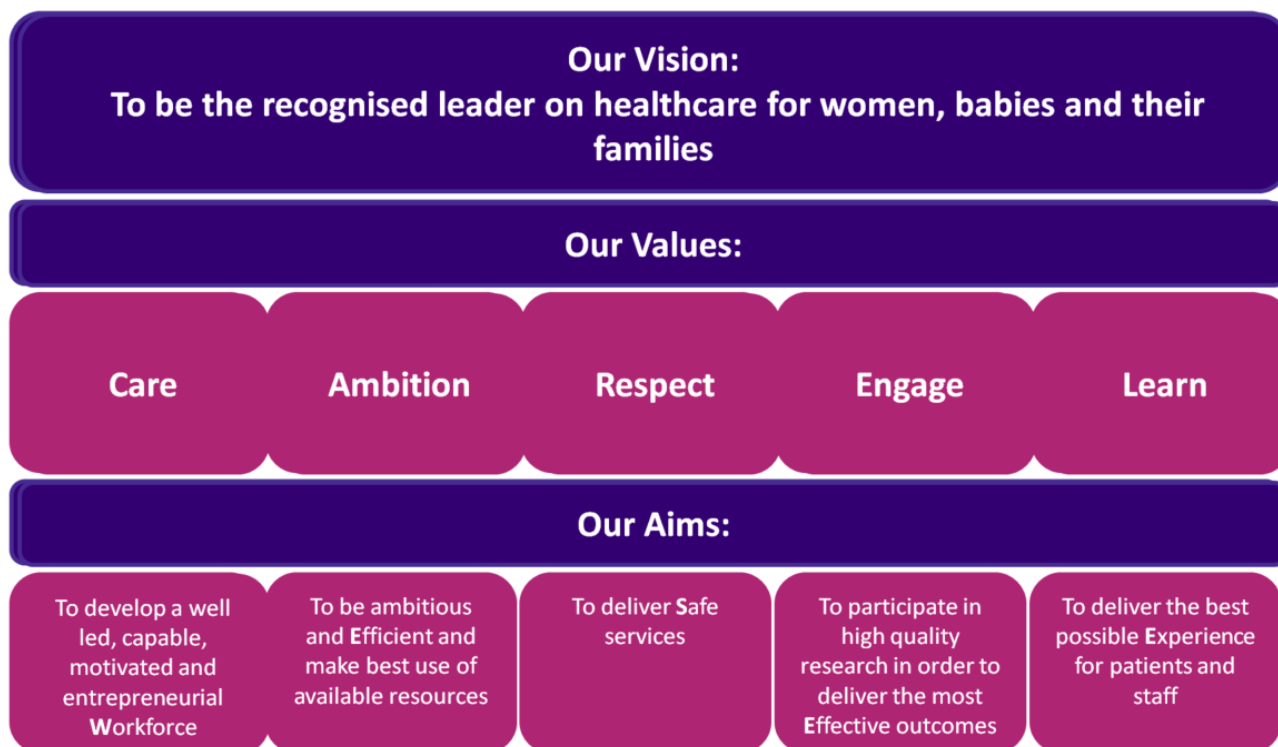 Our Vision:
To be the recognised leader on healthcare for women, babies and their
families
Our Values:
Care
Ambition
Respect
Engage
Learn
Our Aims:
To develop a well
led, capable,
motivated and
entrepreneurial
Workforce
To be ambitious
and Efficient and
make best use of
available resources
To deliver Safe
services
To participate in
high quality
research in order to
deliver the most
Effective outcomes
To deliver the best
possible Experience
for patients and
staff